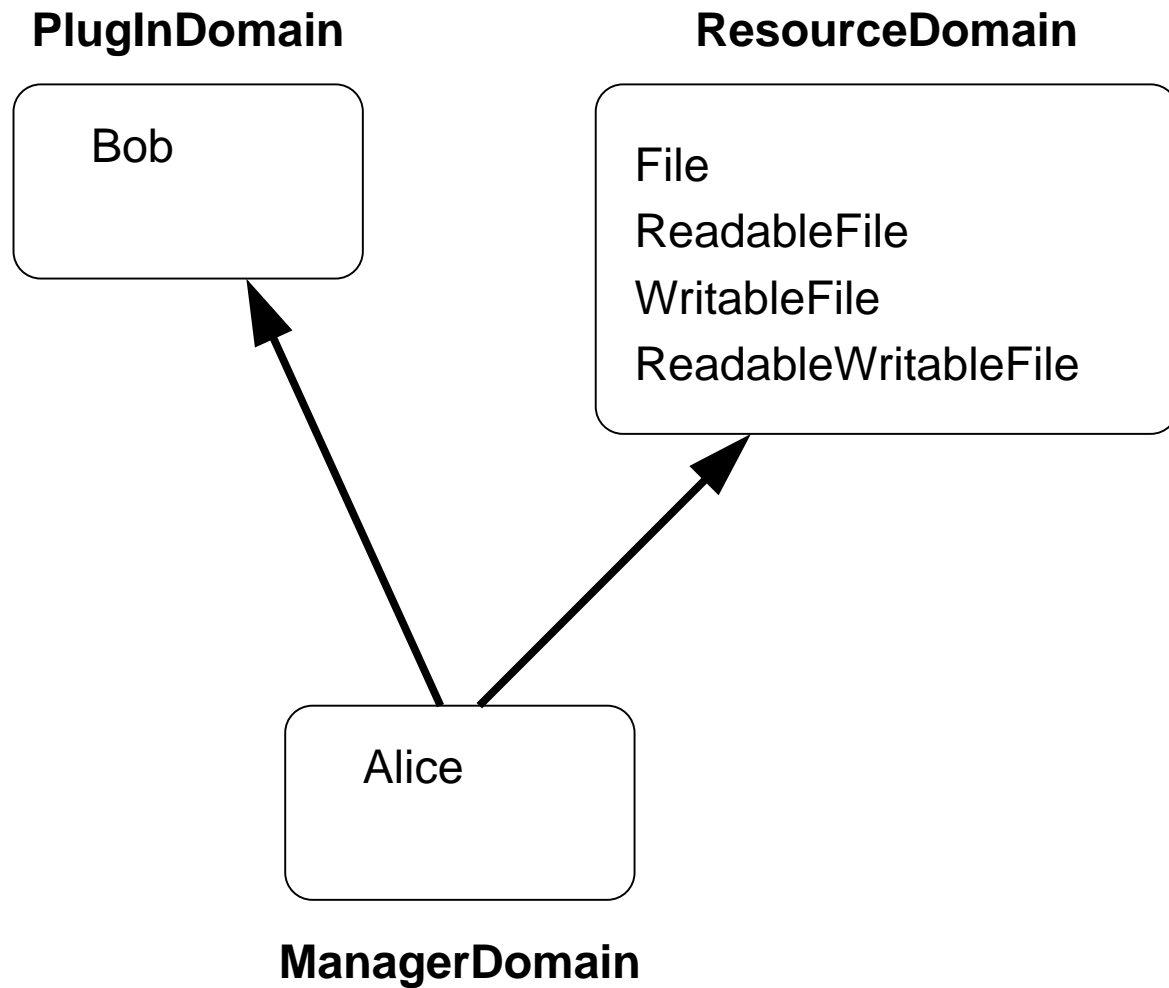 PlugInDomain
Bob
ResourceDomain
File
ReadableFile
WritableFile
ReadableWritableFile
Alice
ManagerDomain